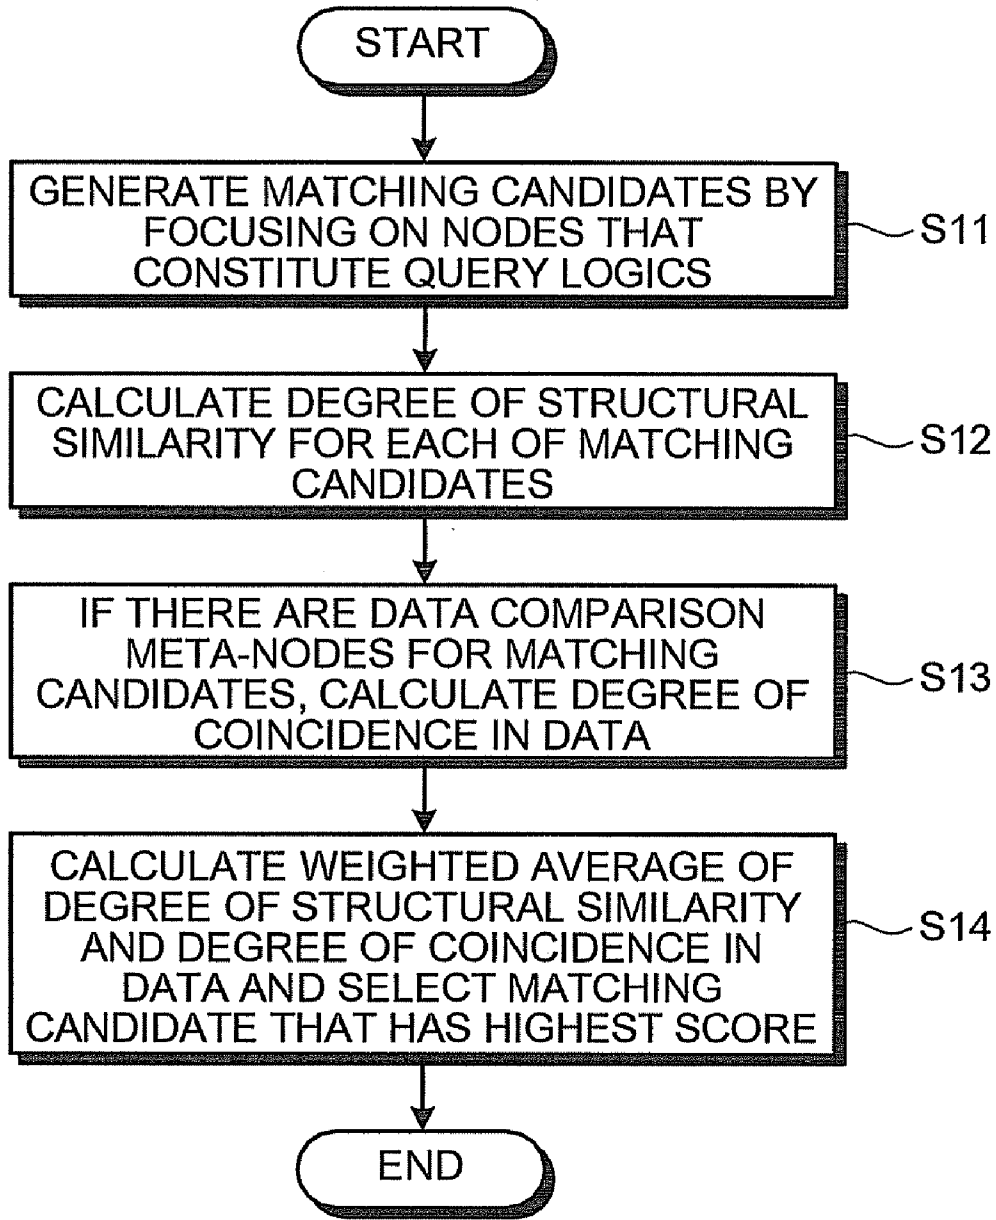 START
GENERATE MATCHING CANDIDATES BY
FOCUSING ON NODES THAT
CONSTITUTE QUERY LOGICS
S11
CALCULATE DEGREE OF STRUCTURAL
SIMILARITY FOR EACH OF MATCHING
CANDIDATES
S12
IF THERE ARE DATA COMPARISON
META-NODES FOR MATCHING
CANDIDATES, CALCULATE DEGREE OF
COINCIDENCE IN DATA
S13
CALCULATE WEIGHTED AVERAGE OF
DEGREE OF STRUCTURAL SIMILARITY
AND DEGREE OF COINCIDENCE IN
DATA AND SELECT MATCHING
CANDIDATE THAT HAS HIGHEST SCORE
S14
END